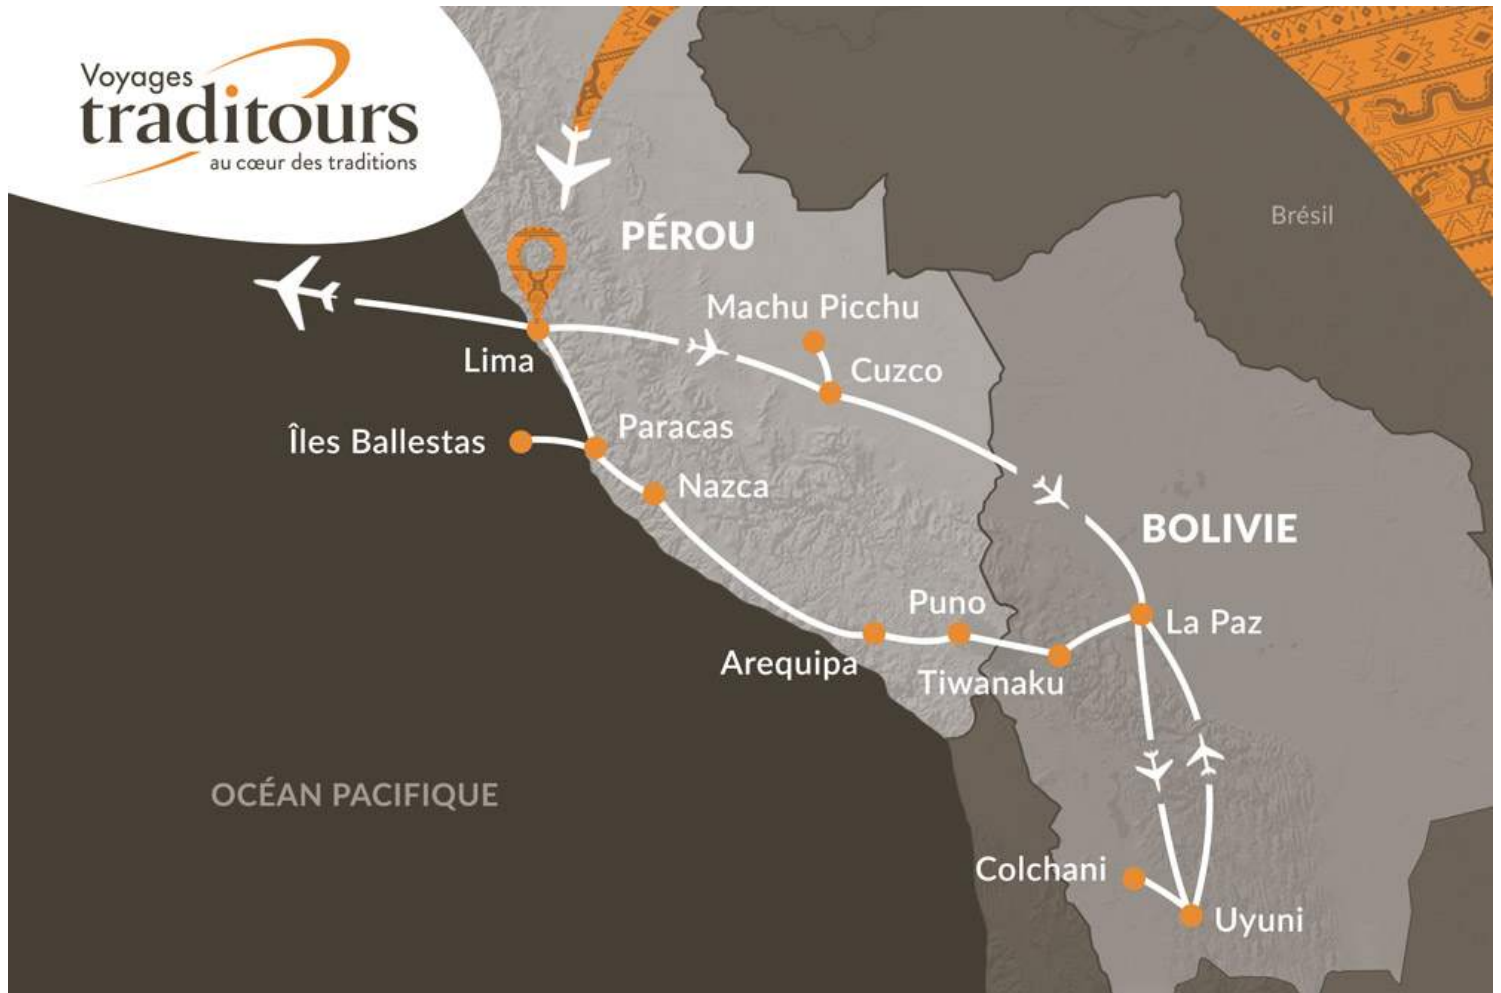 Voyages
traditours
au cœur des traditions
PÉROU
Brésil
Machu Picchu
Lima
Cuzco
Îles Ballestas
Paracas
Nazca
BOLIVIE
Puno
La Paz
Arequipa
Tiwanaku
OCÉAN PACIFIQUE
Colchani
Uyuni